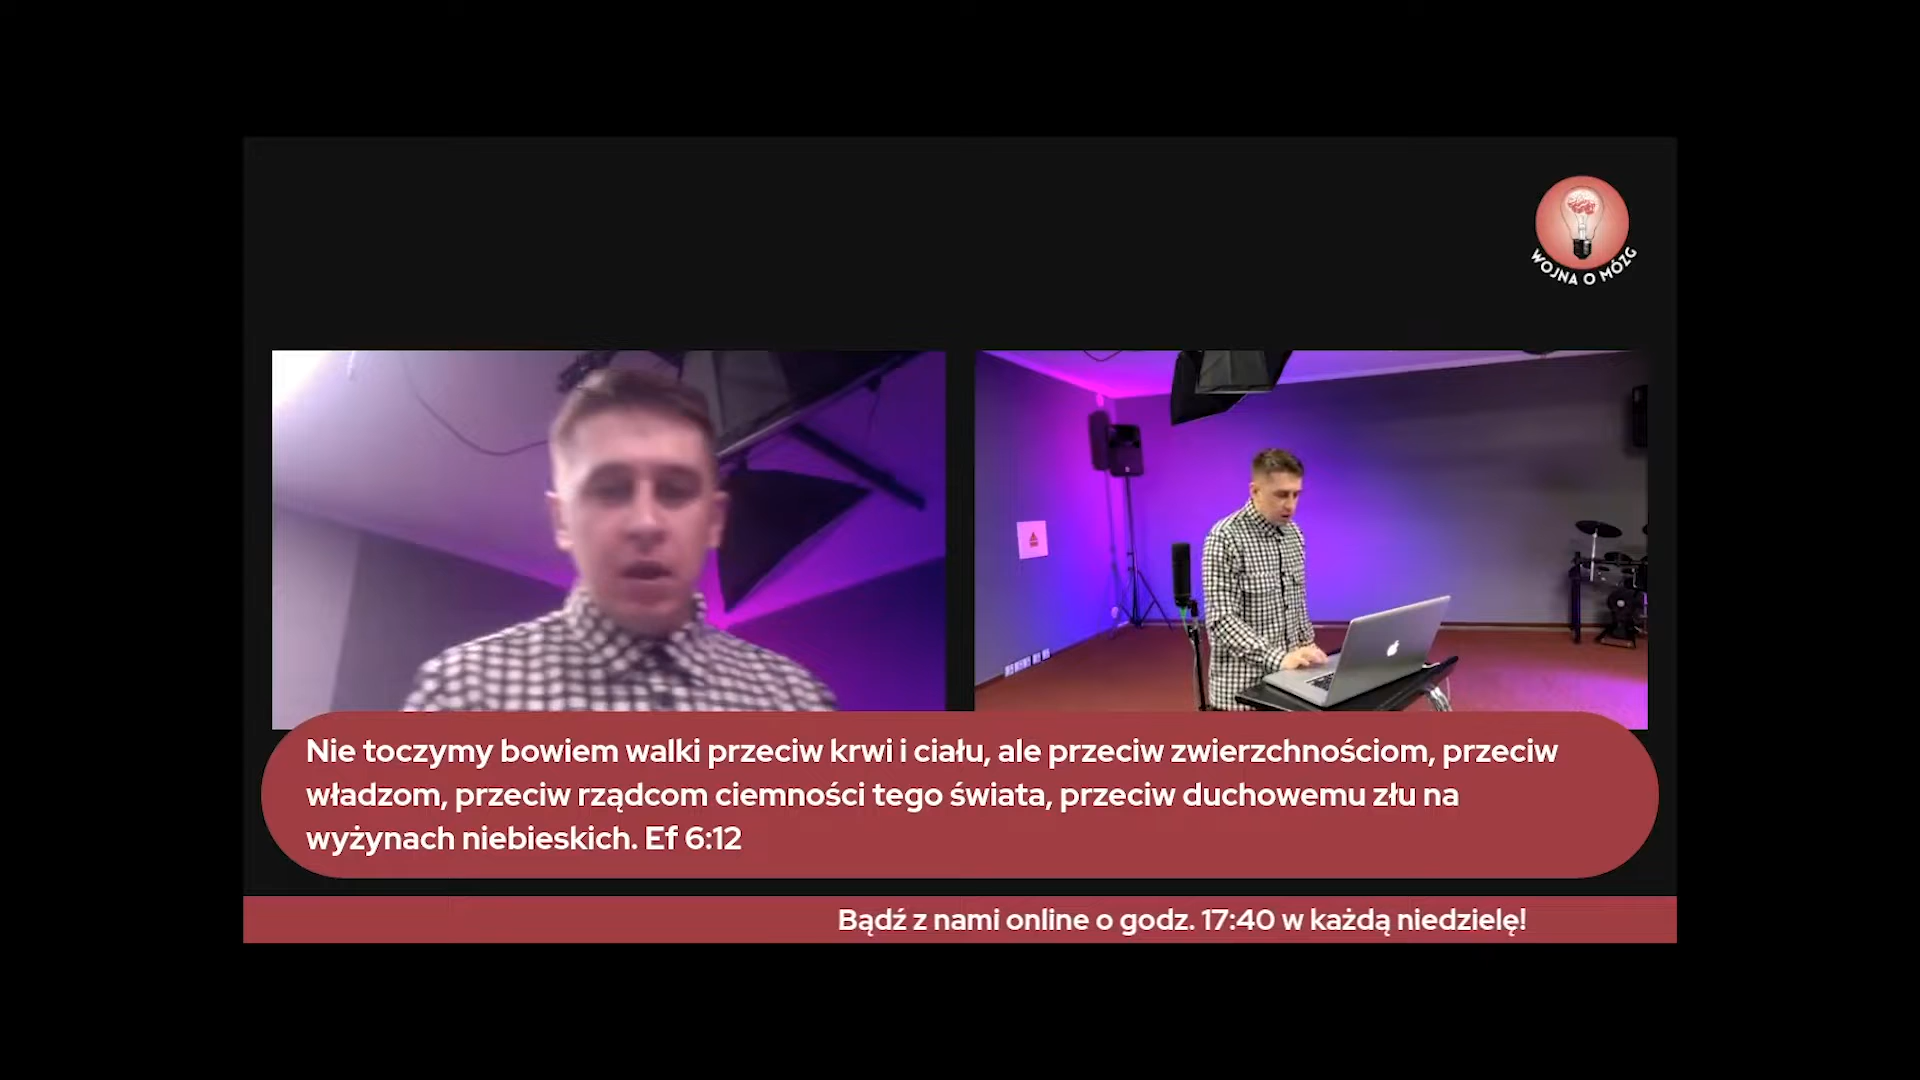 WOJNA O MÓZG
Nie toczymy bowiem walki przeciw krwi i ciału, ale przeciw zwierzchnościom, przeciw
władzom, przeciw rządcom ciemności tego świata, przeciw duchowemu złu na
wyżynach niebieskich. Ef 6:12
Bądź z nami online o godz. 17:40 w każdą niedzielę!